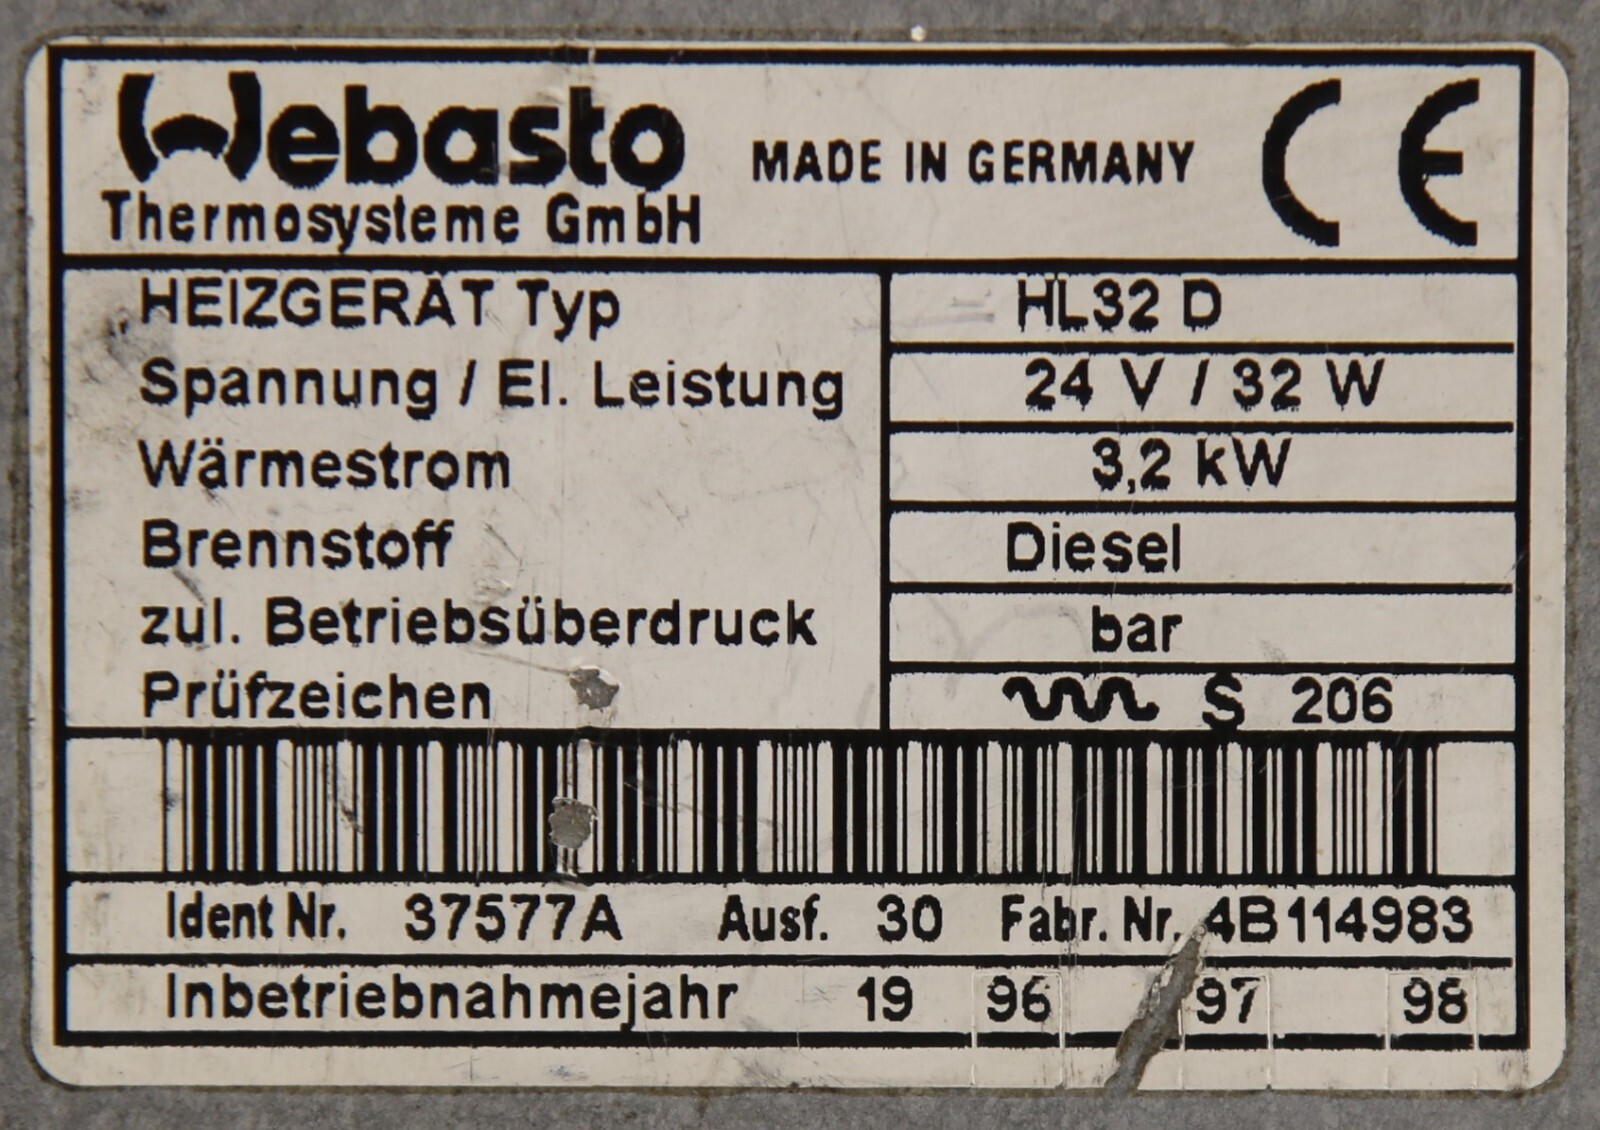 Webasto
Thermosysteme GmbH
MADE IN GERMANY
CE
HEIZGERÄT Typ HL32 D
Spannung / El. Leistung 24 V / 32 W
Wärmestrom 3,2 kW
Brennstoff Diesel
zul. Betriebsüberdruck bar
Prüfzeichen S 206
Ident Nr. 37577A Ausf. 30 Fabr. Nr. 4B114983
Inbetriebnahmejahr 19 96 97 98